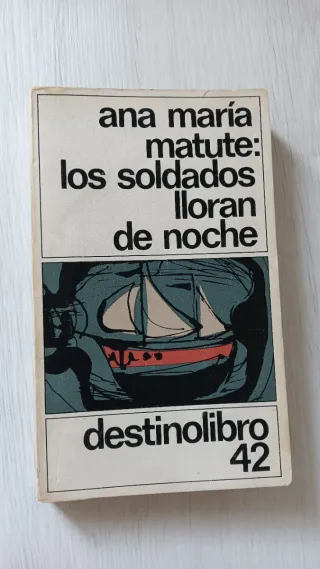 ana maría
matute:
los soldados
lloran
de noche
destinolibro
42